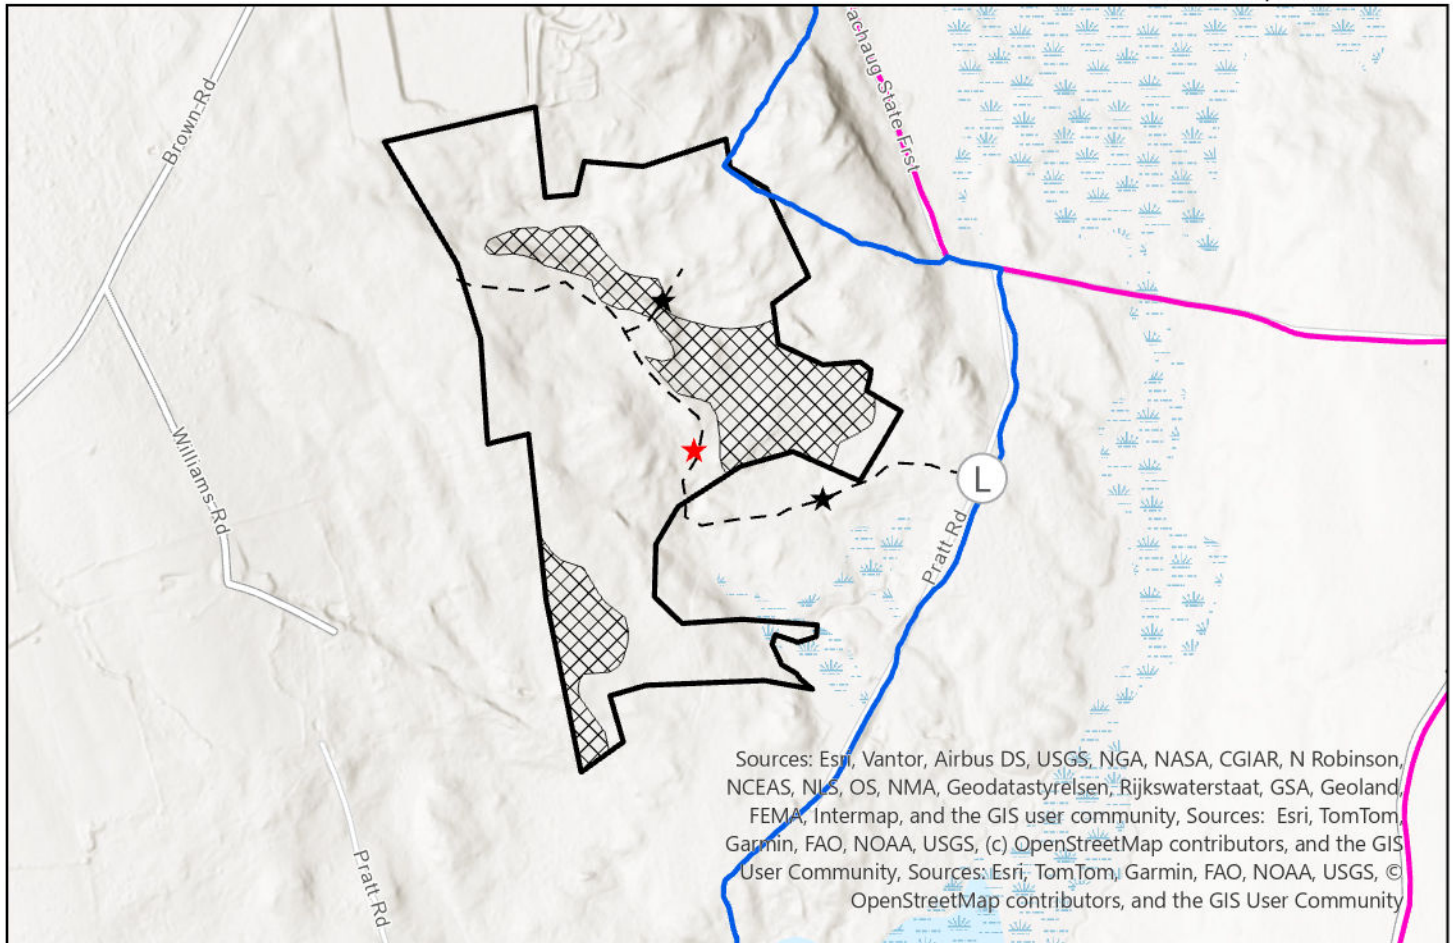 achaug State Frst
Brown Rd
Williams Rd
L
Pratt Rd
Pratt Rd
Sources: Esri, Vantor, Airbus DS, USGS, NGA, NASA, CGIAR, N Robinson,
NCEAS, NLS, OS, NMA, Geodatastyrelsen, Rijkswaterstaat, GSA, Geoland,
FEMA, Intermap, and the GIS user community, Sources: Esri, TomTom,
Garmin, FAO, NOAA, USGS, (c) OpenStreetMap contributors, and the GIS
User Community, Sources: Esri, TomTom, Garmin, FAO, NOAA, USGS, ©
OpenStreetMap contributors, and the GIS User Community